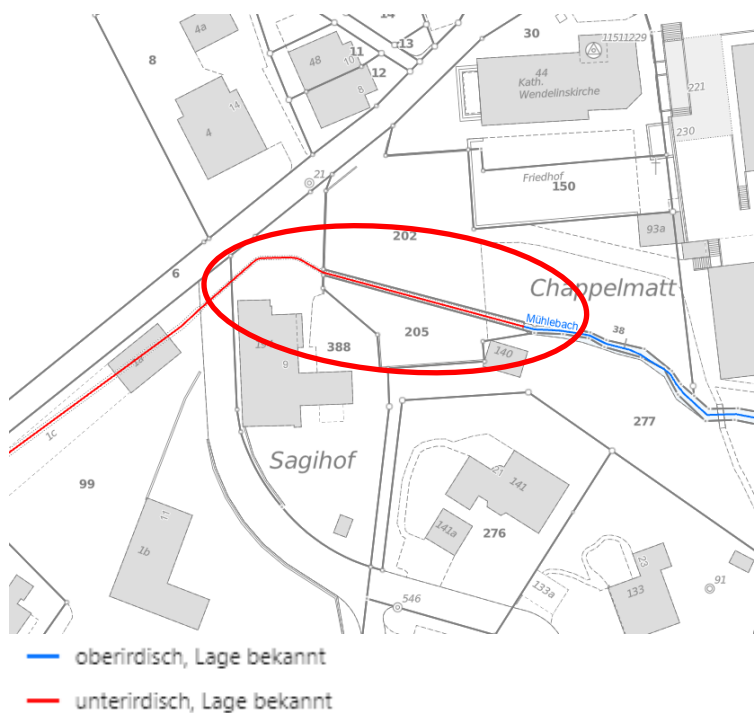 4a
14
13
30
11511229
11
8
48
10
12
8
44
Kath.
Wendelinskirche
221
14
4
230
21
Friedhof
150
202
93a
6
Chappelmatt
Mühlebach
38
205
388
9
140
1a
277
1c
Sagihof
99
21
141
11
141a
276
1b
133a
23
133
91
546
oberirdisch, Lage bekannt
unterirdisch, Lage bekannt